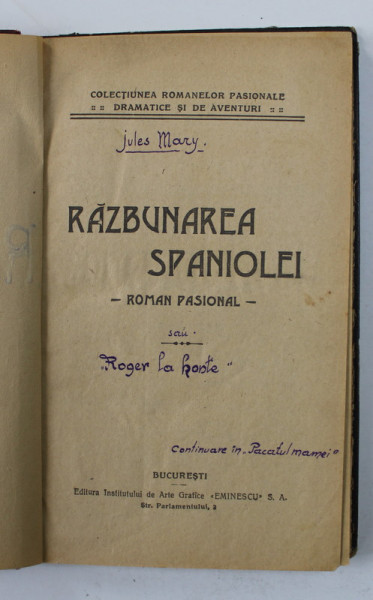 COLECȚIUNEA ROMANELOR PASIONALE
DRAMATICE ȘI DE AVENTURI
Jules Mary.
RĂZBUNAREA
SPANIOLEI
— ROMAN PASIONAL —
sau.
"Roger la honte"
Continuare în "Pacatul mamei"
BUCUREȘTI
Editura Institutului de Arte Grafice «EMINESCU» S. A.
Str. Parlamentului, 3